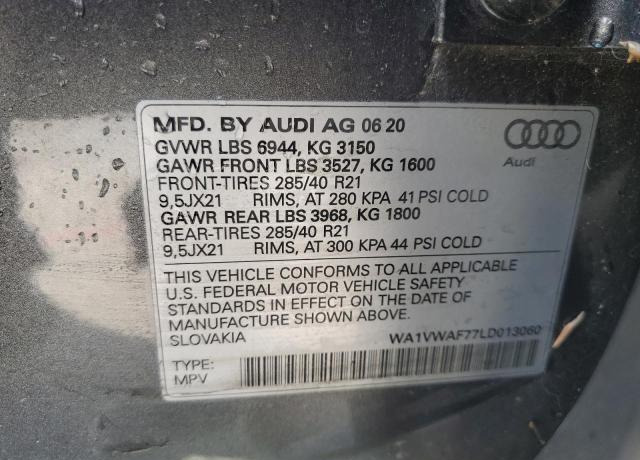 MFD. BY AUDI AG 06 20
GVWR LBS 6944, KG 3150
GAWR FRONT LBS 3527, KG 1600
FRONT-TIRES 285/40 R21
9,5JX21 RIMS, AT 280 KPA 41 PSI COLD
GAWR REAR LBS 3968, KG 1800
REAR-TIRES 285/40 R21
9,5JX21 RIMS, AT 300 KPA 44 PSI COLD
Audi
THIS VEHICLE CONFORMS TO ALL APPLICABLE
U.S. FEDERAL MOTOR VEHICLE SAFETY
STANDARDS IN EFFECT ON THE DATE OF
MANUFACTURE SHOWN ABOVE.
SLOVAKIA WA1VWAF77LD013060
TYPE:
MPV